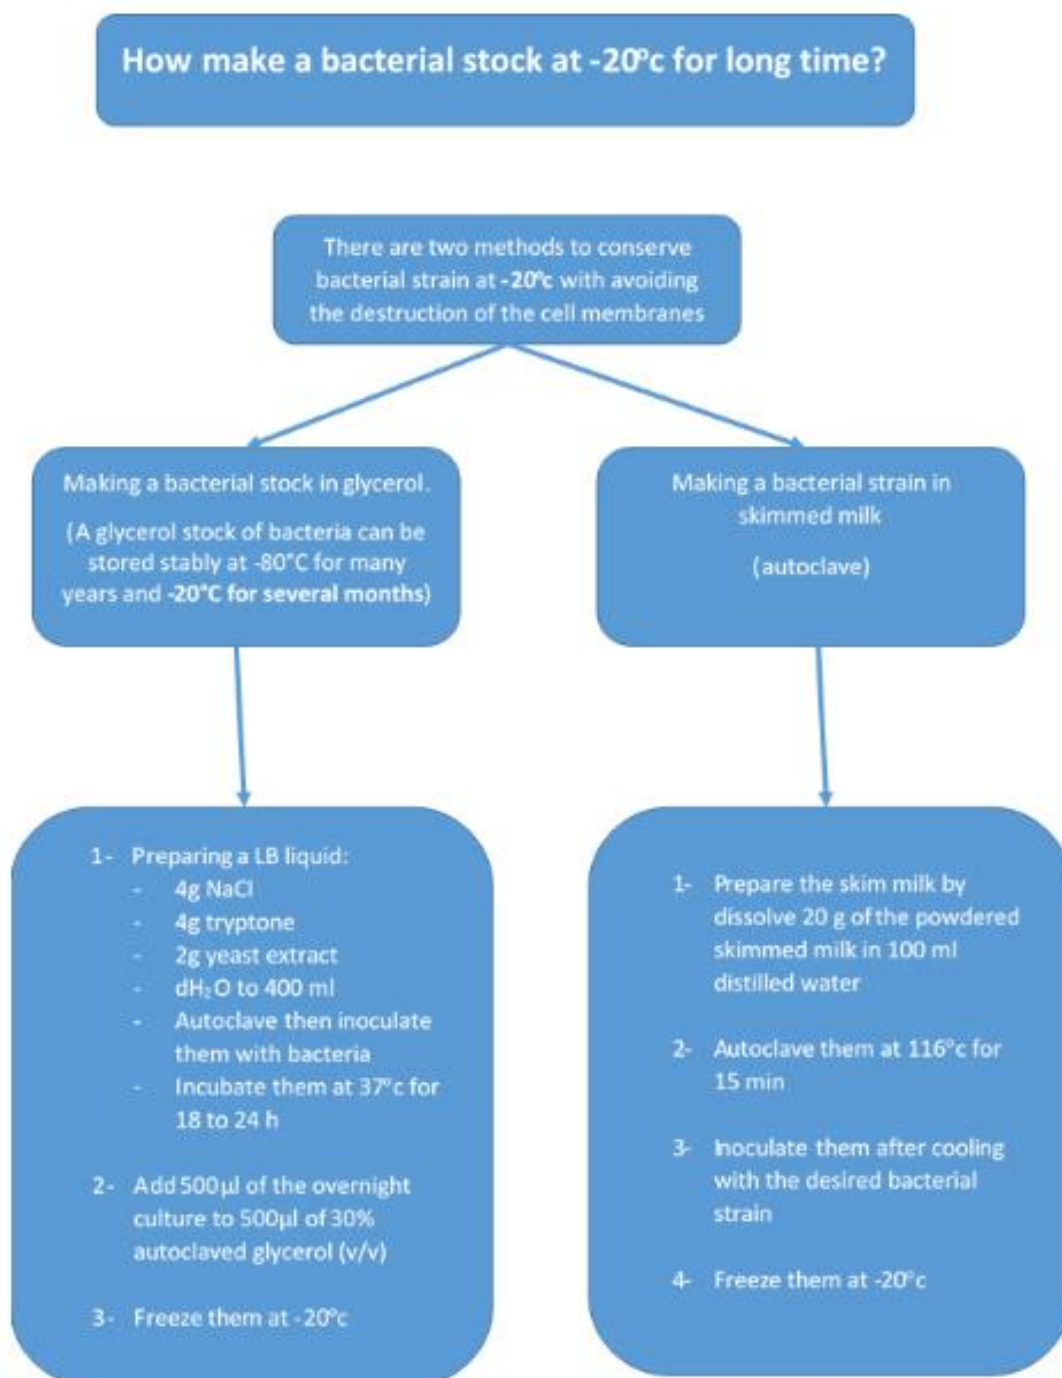 How make a bacterial stock at -20°c for long time?
There are two methods to conserve
bacterial strain at -20°c with avoiding
the destruction of the cell membranes
Making a bacterial stock in glycerol.
(A glycerol stock of bacteria can be
stored stably at -80°C for many
years and -20°C for several months)
Making a bacterial strain in
skimmed milk
(autoclave)
1- Preparing a LB liquid:
- 4g NaCl
- 4g tryptone
- 2g yeast extract
- dH₂O to 400 ml
- Autoclave then inoculate
them with bacteria
- Incubate them at 37°c for
18 to 24 h
2- Add 500µl of the overnight
culture to 500µl of 30%
autoclaved glycerol (v/v)
3- Freeze them at -20°c
1- Prepare the skim milk by
dissolve 20 g of the powdered
skimmed milk in 100 ml
distilled water
2- Autoclave them at 116°c for
15 min
3- Inoculate them after cooling
with the desired bacterial
strain
4- Freeze them at -20°c